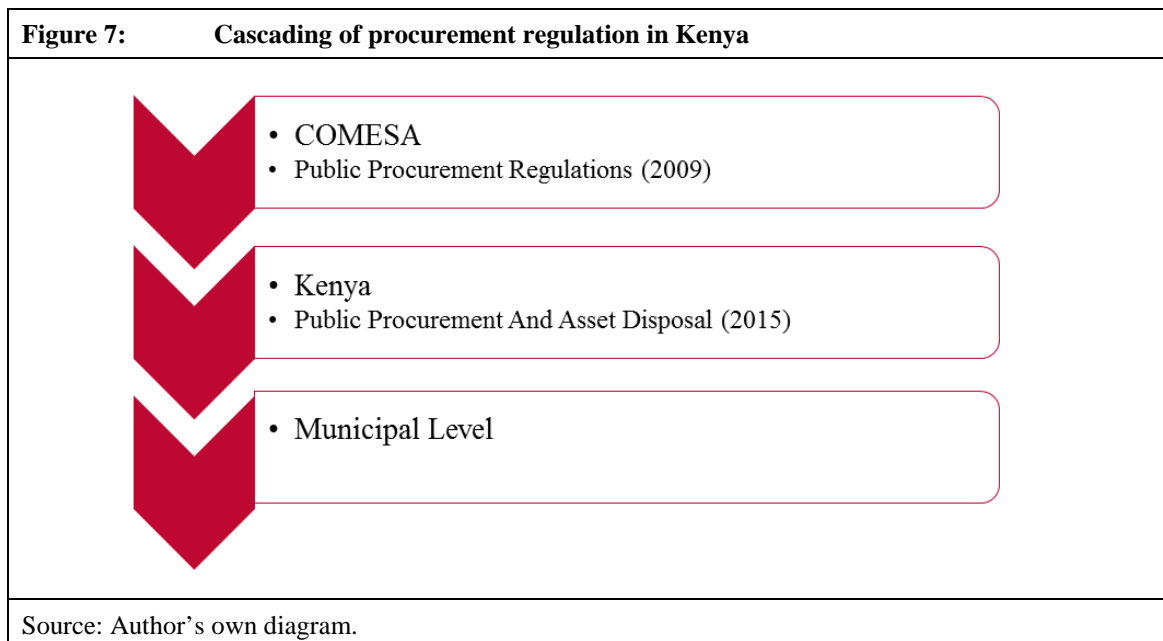 Figure 7: Cascading of procurement regulation in Kenya
• COMESA
• Public Procurement Regulations (2009)
• Kenya
• Public Procurement And Asset Disposal (2015)
• Municipal Level
Source: Author’s own diagram.